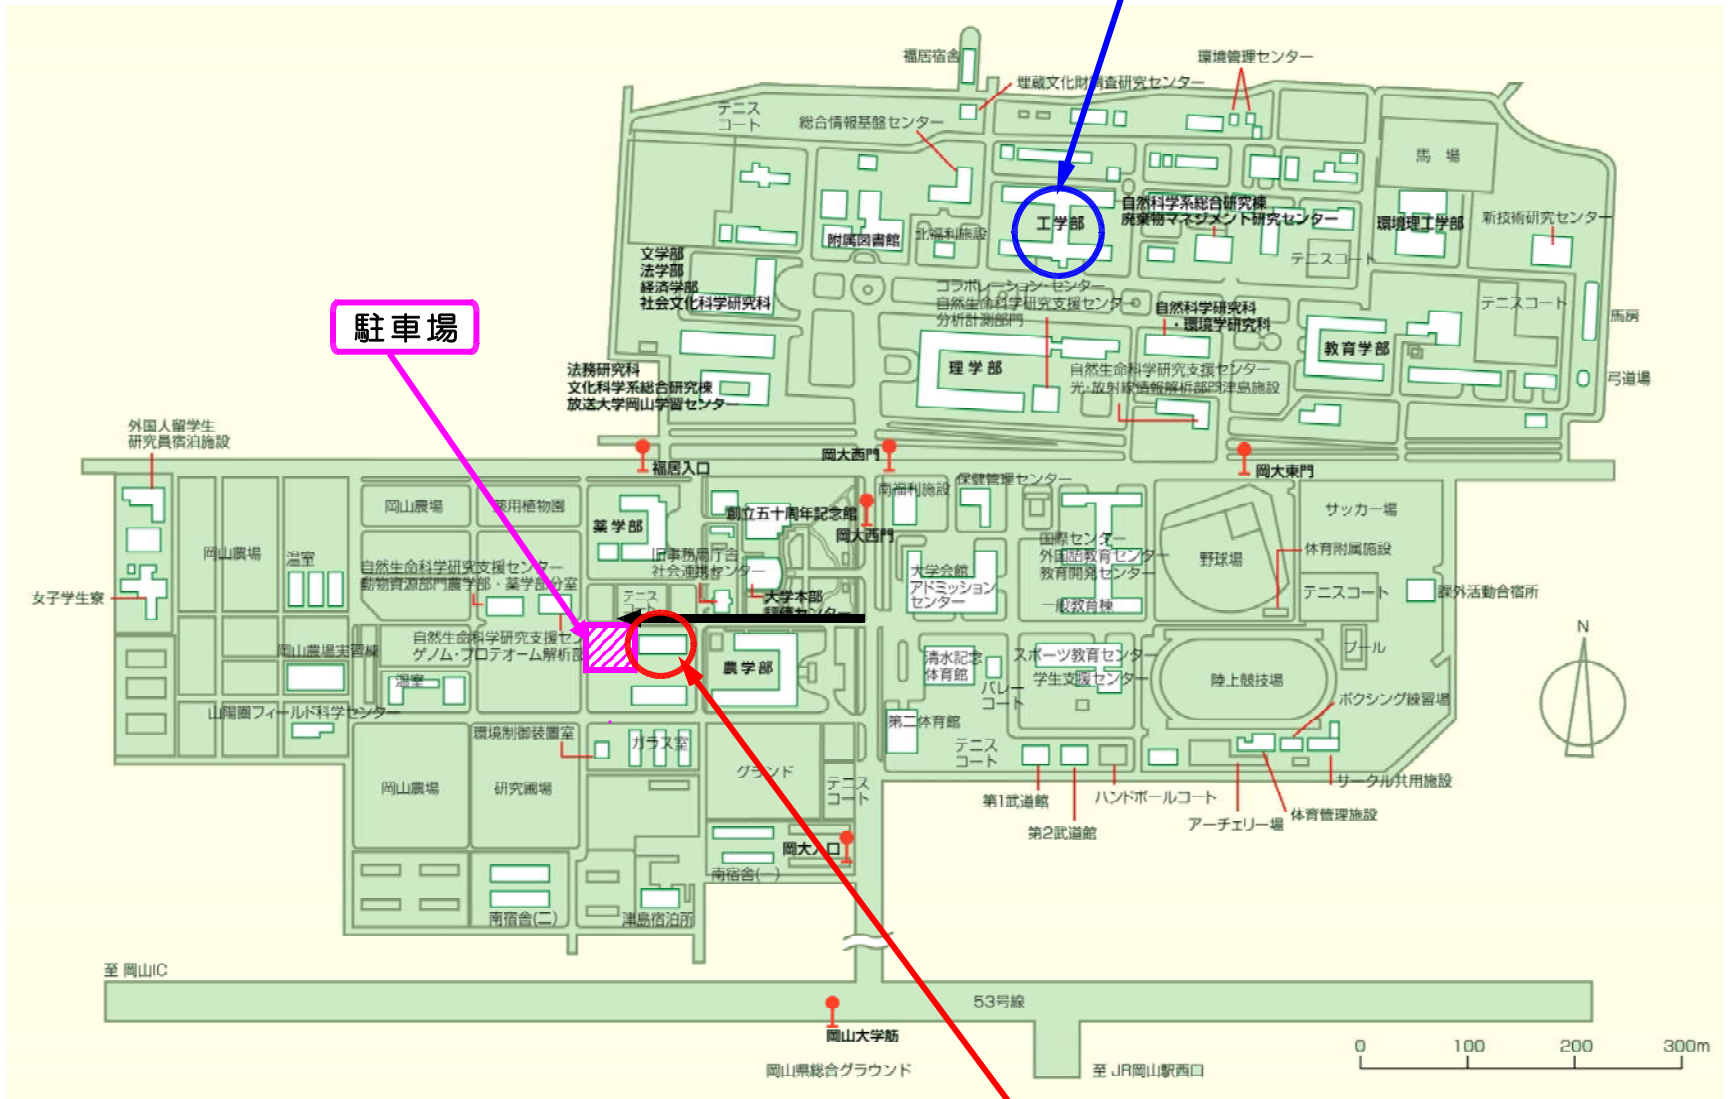 福居宿舎
環境管理センター
埋蔵文化財調査研究センター
テニス
コート
総合情報基盤センター
馬 場
自然科学系総合研究棟
廃棄物マネジメント研究センター
工学部
環境理工学部
新技術研究センター
附属図書館
北福利施設
文学部
法学部
経済学部
社会文化科学研究科
テニスコート
コラボレーション・センター
自然生命科学研究支援センター
分析計測部門
自然科学研究科
・環境学研究科
テニスコート
馬房
駐車場
理学部
教育学部
法務研究科
文化科学系総合研究棟
放送大学岡山学習センター
自然生命科学研究支援センター
光・放射線情報解析部門津島施設
弓道場
外国人留学生
研究員宿泊施設
福居入口
岡大西門
岡大東門
岡山農場
薬用植物園
薬学部
創立五十周年記念館
岡大西門
南福利施設
保健管理センター
サッカー場
岡山農場
温室
自然生命科学研究支援センター
動物資源部門農学部・薬学部分室
旧事務局庁舎
社会連携センター
大学会館
アドミッション
センター
国際センター
外国語教育センター
教育開発センター
一般教育棟
野球場
体育附属施設
女子学生寮
テニス
コート
大学本部
評価センター
テニスコート
課外活動合宿所
自然生命科学研究支援セン
ゲノム・プロテオーム解析部
岡山農場実習棟
農学部
清水記念
体育館
バレー
コート
スポーツ教育センター
学生支援センター
プール
陸上競技場
温室
山陽圏フィールド科学センター
ボクシング練習場
環境制御装置室
ガラス室
第二体育館
テニス
コート
グランド
テニス
コート
岡山農場
研究圃場
サークル共用施設
第1武道館
ハンドボールコート
体育管理施設
アーチェリー場
第2武道館
岡大入口
南宿舎(一)
南宿舎(二)
津島宿泊所
N
至 岡山IC
53号線
岡山大学筋
岡山県総合グラウンド
至 JR岡山駅西口
0 100 200 300m